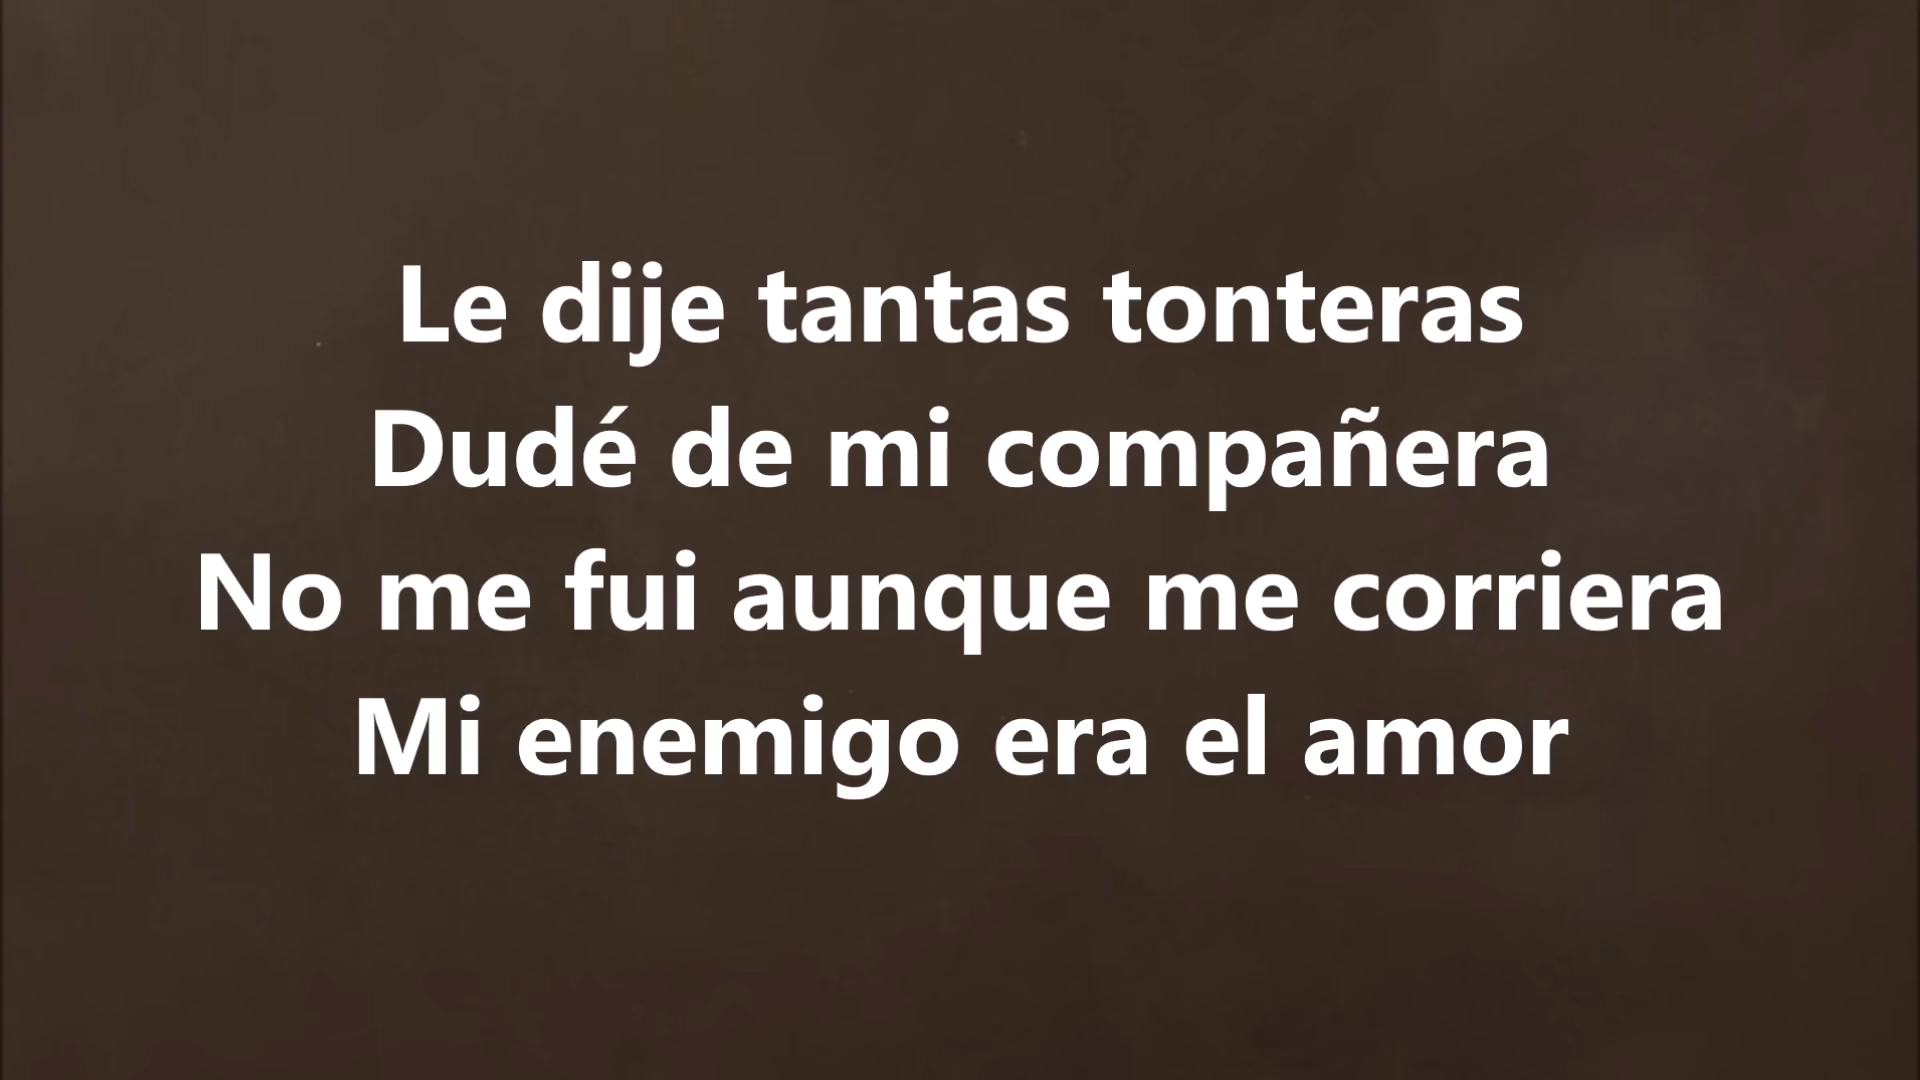 Le dije tantas tonteras
Dudé de mi compañera
No me fui aunque me corriera
Mi enemigo era el amor